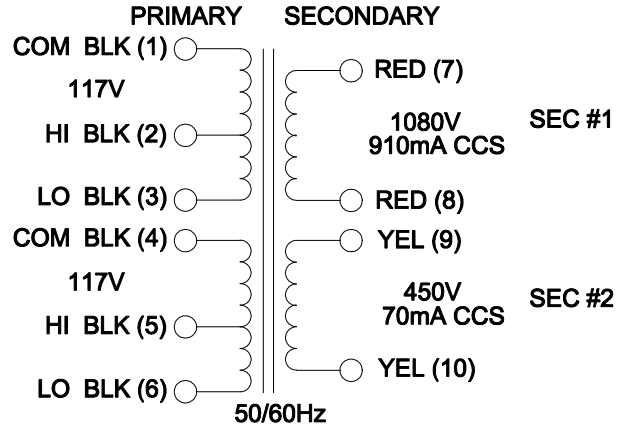 PRIMARY SECONDARY
COM BLK (1)
117V
HI BLK (2)
LO BLK (3)
COM BLK (4)
117V
HI BLK (5)
LO BLK (6)
RED (7)
1080V
910mA CCS
SEC #1
RED (8)
YEL (9)
450V
70mA CCS
SEC #2
YEL (10)
50/60Hz